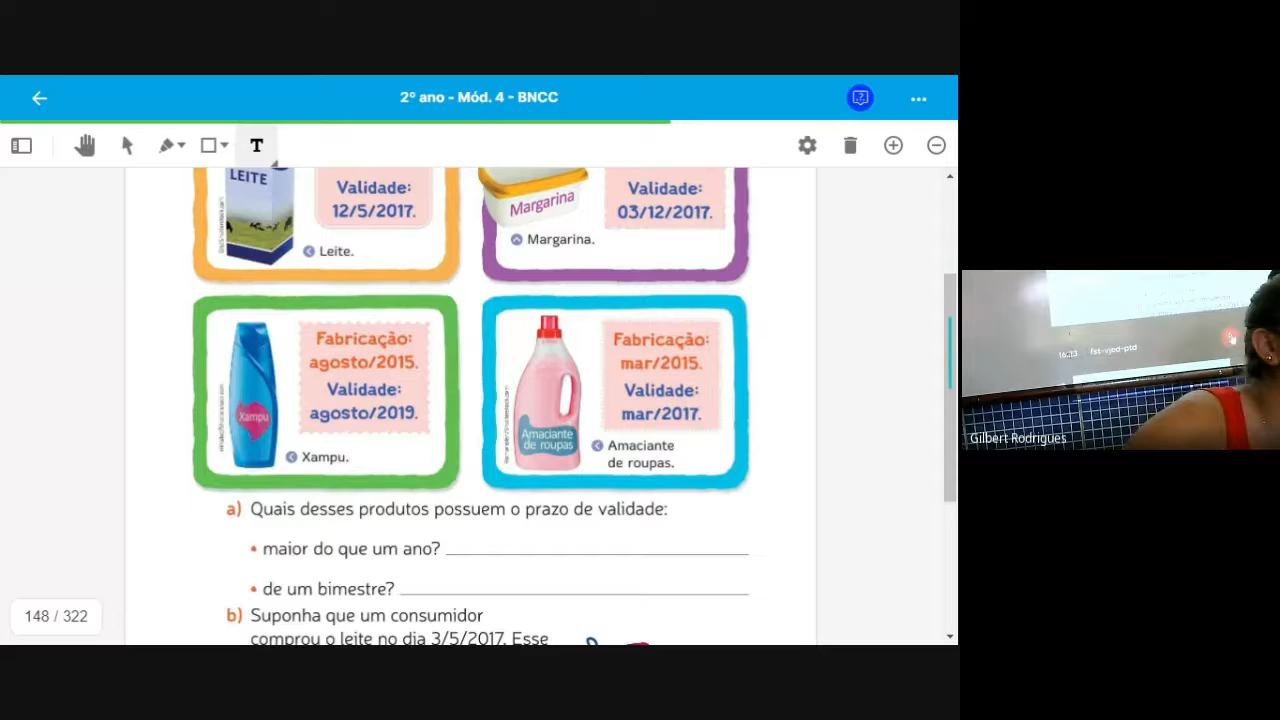 2º ano - Mód. 4 - BNCC
T
LEITE
Validade:
12/5/2017.
Leite.
Margarina
Validade:
03/12/2017.
Margarina.
Xampu
Fabricação:
agosto/2015.
Validade:
agosto/2019.
Xampu.
Amaciante
de roupas
Fabricação:
mar/2015.
Validade:
mar/2017.
Amaciante
de roupas.
a) Quais desses produtos possuem o prazo de validade:
• maior do que um ano?
• de um bimestre?
b) Suponha que um consumidor
comprou o leite no dia 3/5/2017. Esse
148 / 322
fst-vjed-ptd
Gilbert Rodrigues